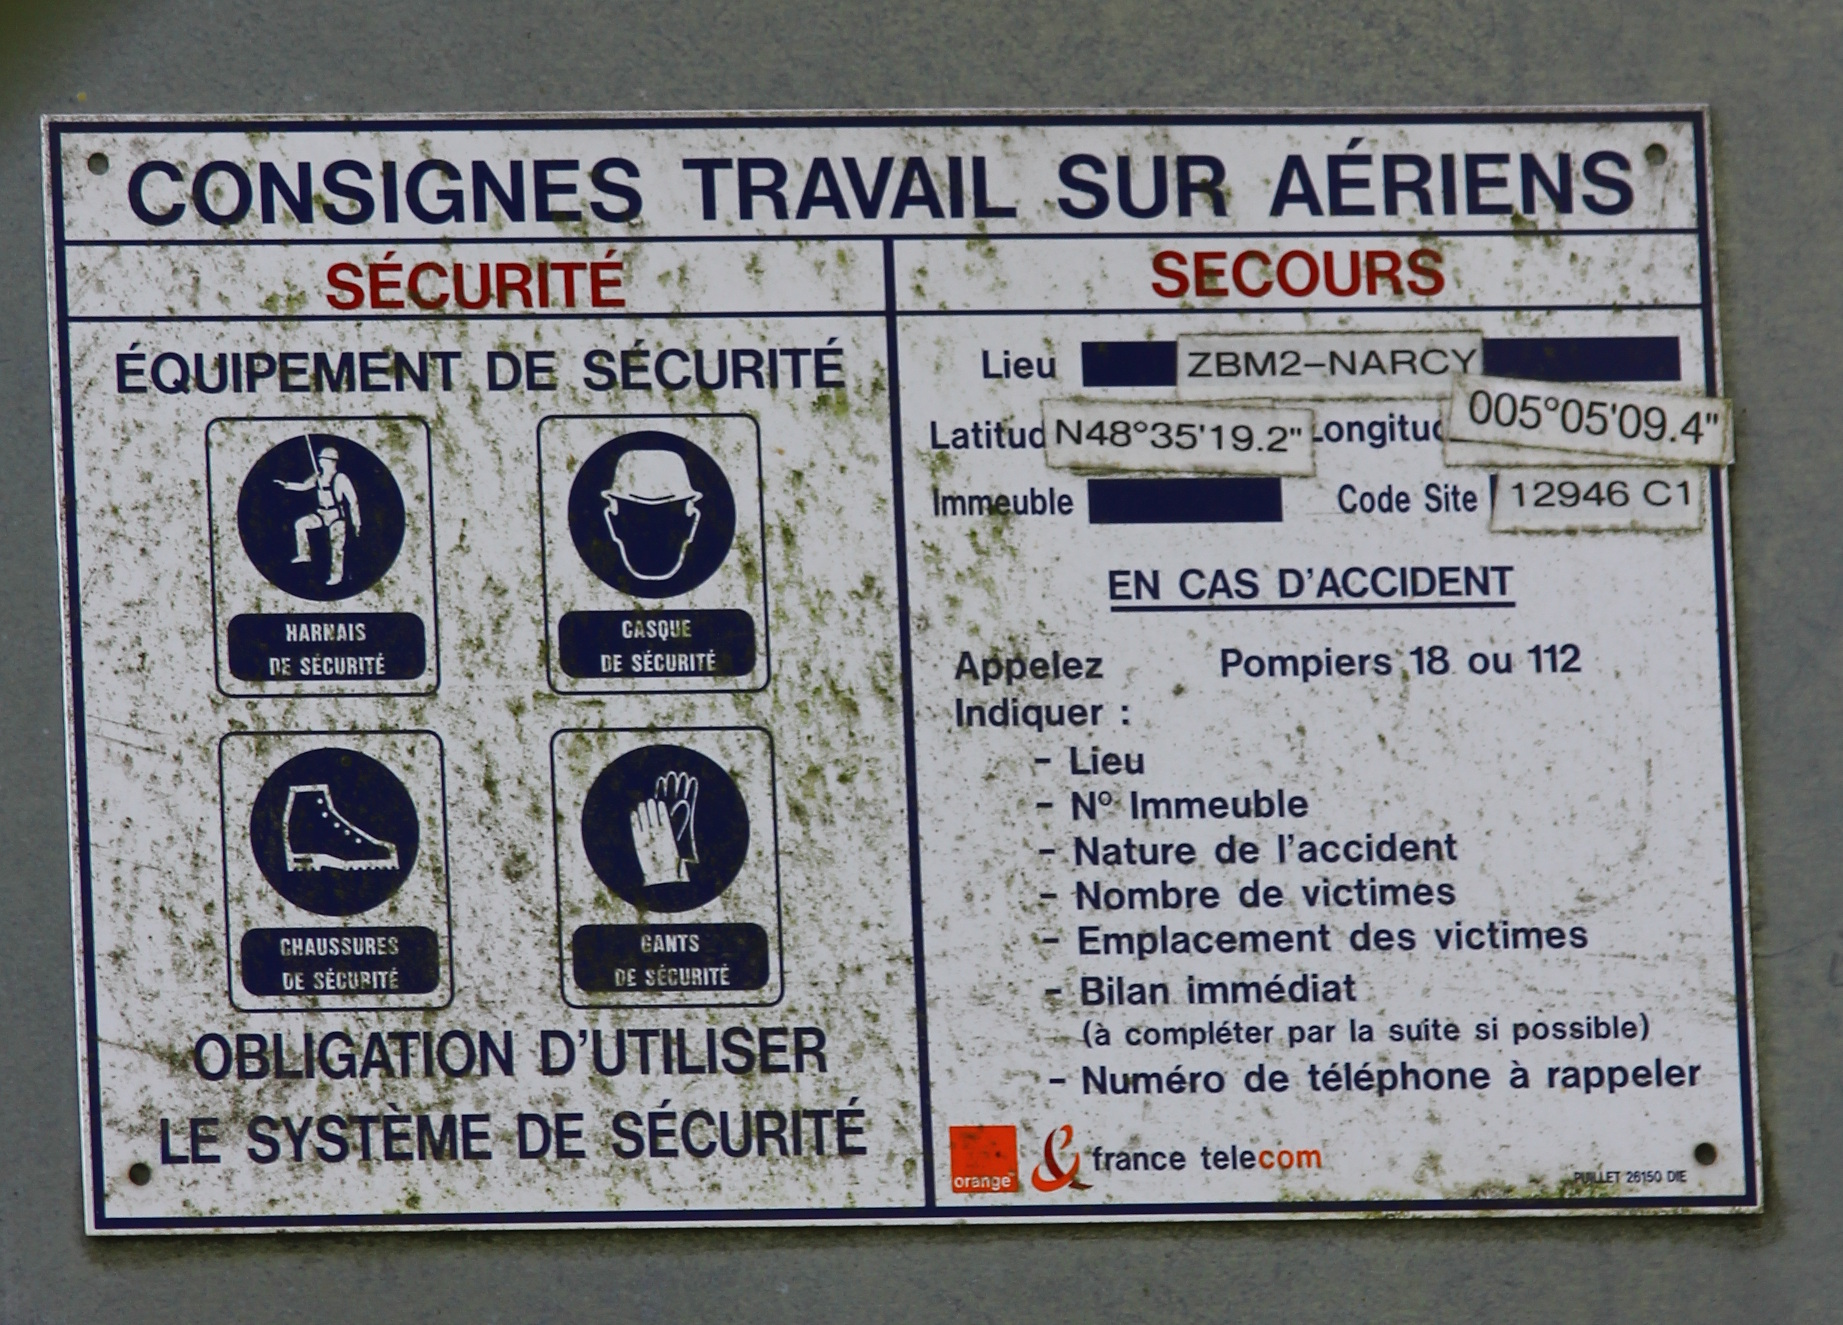 CONSIGNES TRAVAIL SUR AÉRIENS
SÉCURITÉ
ÉQUIPEMENT DE SÉCURITÉ
HARNAIS
DE SÉCURITÉ
CASQUE
DE SÉCURITÉ
CHAUSSURES
DE SÉCURITÉ
GANTS
DE SÉCURITÉ
OBLIGATION D'UTILISER
LE SYSTÈME DE SÉCURITÉ
SECOURS
Lieu ZBM2-NARCY
Latitud N48°35'19.2" Longitud 005°05'09.4"
Immeuble Code Site 12946 C1
EN CAS D'ACCIDENT
Appelez Pompiers 18 ou 112
Indiquer :
- Lieu
- N° Immeuble
- Nature de l'accident
- Nombre de victimes
- Emplacement des victimes
- Bilan immédiat
(à compléter par la suite si possible)
- Numéro de téléphone à rappeler
orange france telecom
26150 DIE